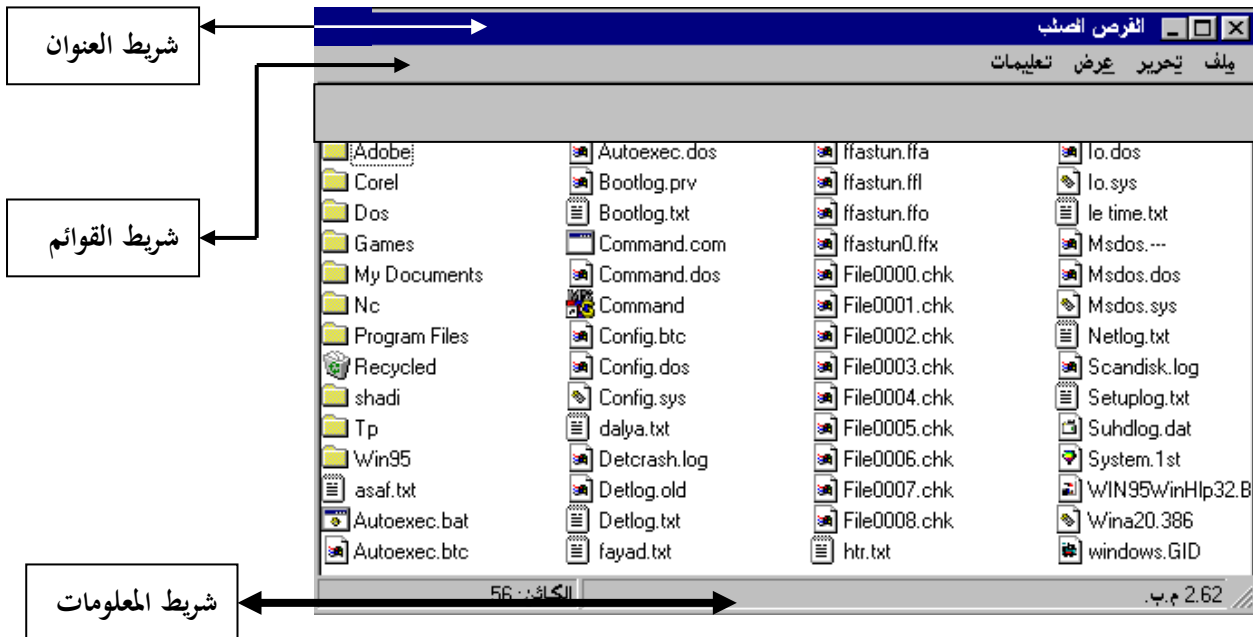 القرص الصلب
شريط العنوان
ملف تحرير عرض تعليمات
شريط القوائم
Adobe
Corel
Dos
Games
My Documents
Nc
Program Files
Recycled
shadi
Tp
Win95
asaf.txt
Autoexec.bat
Autoexec.btc
Autoexec.dos
Bootlog.prv
Bootlog.txt
Command.com
Command.dos
Command
Config.btc
Config.dos
Config.sys
dalya.txt
Detcrash.log
Detlog.old
Detlog.txt
fayad.txt
ffastun.ffa
ffastun.ffl
ffastun.ffo
ffastun0.ffx
File0000.chk
File0001.chk
File0002.chk
File0003.chk
File0004.chk
File0005.chk
File0006.chk
File0007.chk
File0008.chk
htr.txt
Io.dos
Io.sys
le time.txt
Msdos.---
Msdos.dos
Msdos.sys
Netlog.txt
Scandisk.log
Setuplog.txt
Suhdlog.dat
System.1st
WIN95WinHlp32.B
Wina20.386
windows.GID
2.62 م.ب.
الكائن: 56
شريط المعلومات